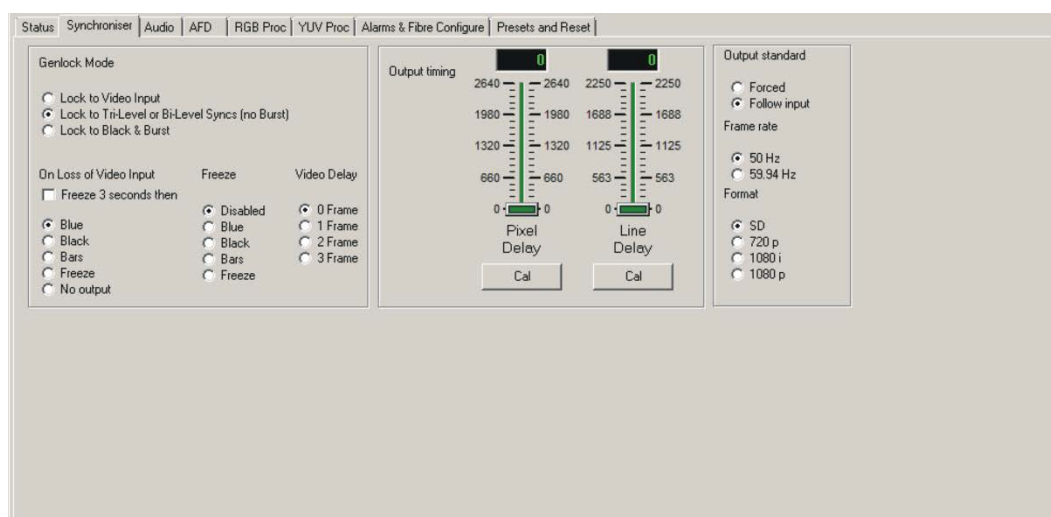 Status Synchroniser Audio AFD RGB Proc YUV Proc Alarms & Fibre Configure Presets and Reset
Genlock Mode
Lock to Video Input
Lock to Tri-Level or Bi-Level Syncs (no Burst)
Lock to Black & Burst
On Loss of Video Input
Freeze 3 seconds then
Blue
Black
Bars
Freeze
No output
Freeze
Disabled
Blue
Black
Bars
Freeze
Video Delay
0 Frame
1 Frame
2 Frame
3 Frame
Output timing
0
2640 2640
1980 1980
1320 1320
660 660
0 0
Pixel
Delay
Cal
0
2250 2250
1688 1688
1125 1125
563 563
0 0
Line
Delay
Cal
Output standard
Forced
Follow input
Frame rate
50 Hz
59.94 Hz
Format
SD
720 p
1080 i
1080 p